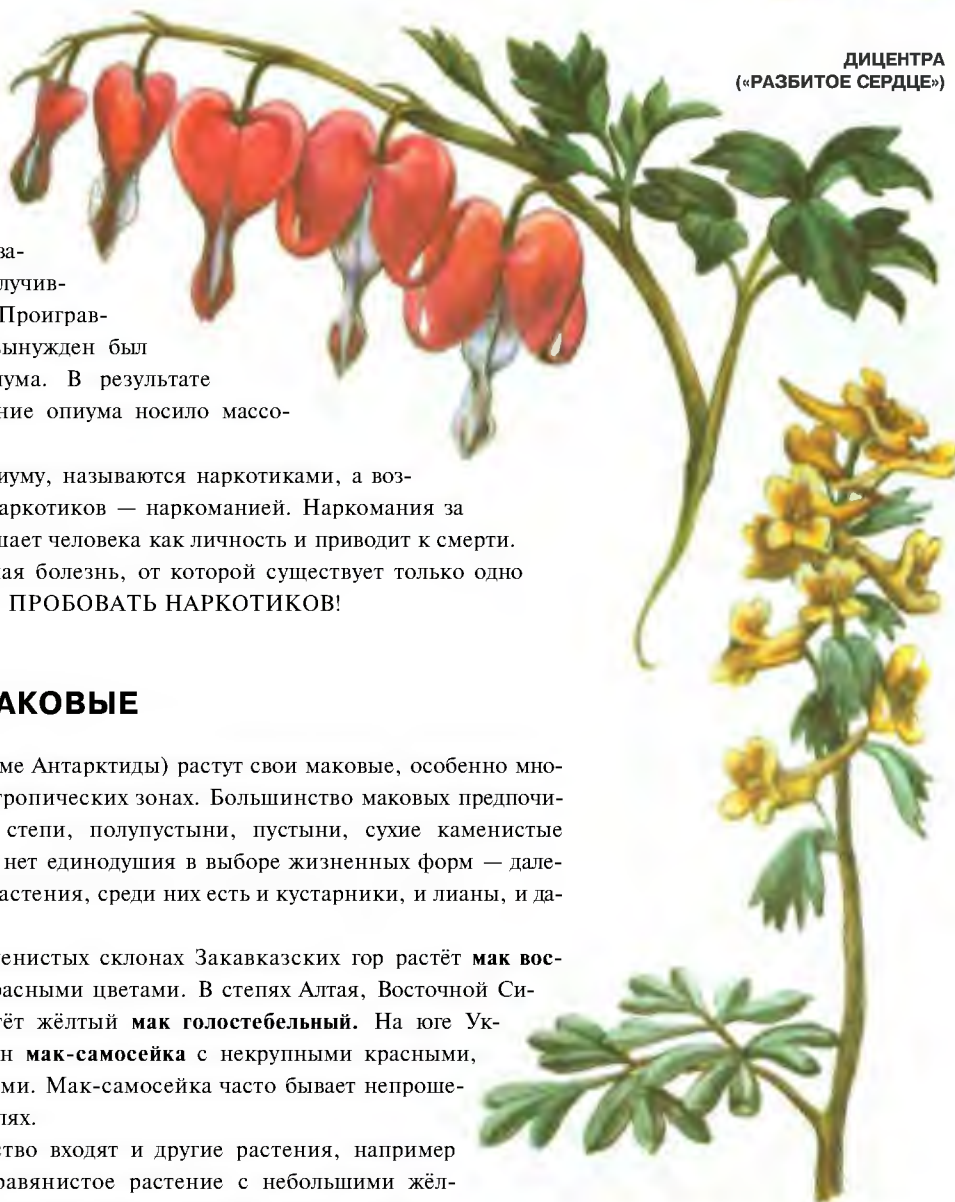 ДИЦЕНТРА
(«РАЗБИТОЕ СЕРДЦЕ»)
за-
лучив-
Проиграв-
вынужден был
иума. В результате
ние опиума носило массо-
иуму, называются наркотиками, а воз-
аркотиков — наркоманией. Наркомания за
шает человека как личность и приводит к смерти.
ая болезнь, от которой существует только одно
ПРОБОВАТЬ НАРКОТИКОВ!
АКОВЫЕ
ме Антарктиды) растут свои маковые, особенно мно-
тропических зонах. Большинство маковых предпочи-
степи, полупустыни, пустыни, сухие каменистые
нет единодушия в выборе жизненных форм — дале-
астения, среди них есть и кустарники, и лианы, и да-
енистых склонах Закавказских гор растёт мак вос-
расными цветами. В степях Алтая, Восточной Си-
тёт жёлтый мак голостебельный. На юге Ук-
н мак-самосейка с некрупными красными,
ми. Мак-самосейка часто бывает непроше-
лях.
ство входят и другие растения, например
равянистое растение с небольшими жёл-